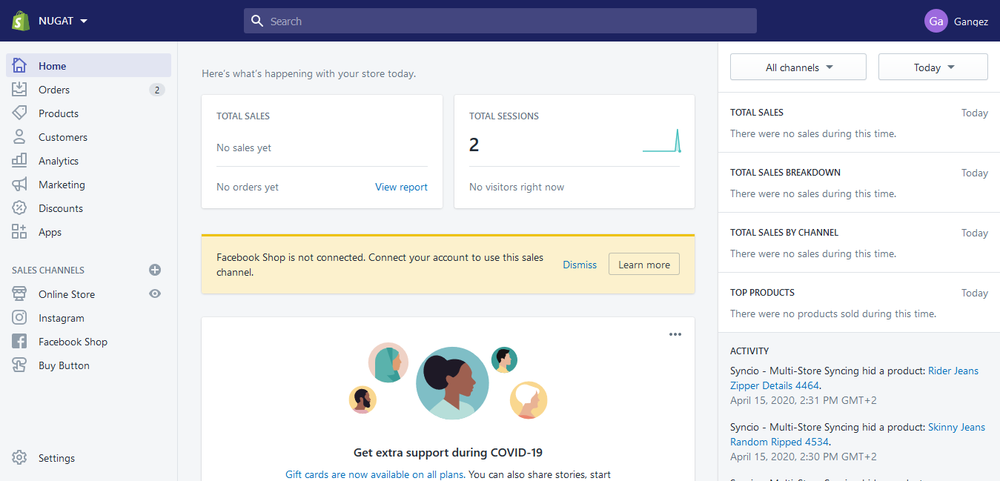 NUGAT
Search
Ga
Gangez
Home
Orders
2
Products
Customers
Analytics
Marketing
Discounts
Apps
SALES CHANNELS
Online Store
Instagram
Facebook Shop
Buy Button
Settings
Here's what's happening with your store today.
TOTAL SALES
No sales yet
No orders yet
View report
TOTAL SESSIONS
2
No visitors right now
Facebook Shop is not connected. Connect your account to use this sales
channel.
Dismiss
Learn more
Get extra support during COVID-19
Gift cards are now available on all plans. You can also share stories, start
All channels
Today
TOTAL SALES
Today
There were no sales during this time.
TOTAL SALES BREAKDOWN
Today
There were no sales during this time.
TOTAL SALES BY CHANNEL
Today
There were no sales during this time.
TOP PRODUCTS
Today
There were no products sold during this time.
ACTIVITY
Syncio - Multi-Store Syncing hid a product: Rider Jeans
Zipper Details 4464.
April 15, 2020, 2:31 PM GMT+2
Syncio - Multi-Store Syncing hid a product: Skinny Jeans
Random Ripped 4534.
April 15, 2020, 2:30 PM GMT+2